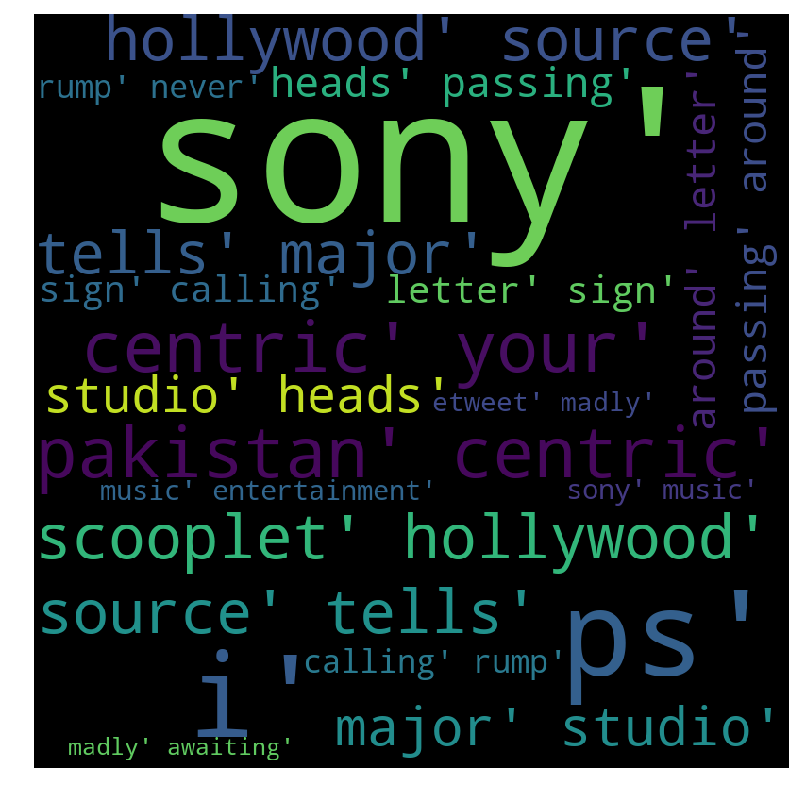 hollywood' source'
rump' never'
heads' passing'
sony'
around' letter'
passing' around'
tells' major'
sign' calling'
letter' sign'
centric' your'
studio' heads'
etweet' madly'
pakistan' centric'
music' entertainment'
sony' music'
scooplet' hollywood'
source' tells'
ps'
i'
calling' rump'
major' studio'
madly' awaiting'